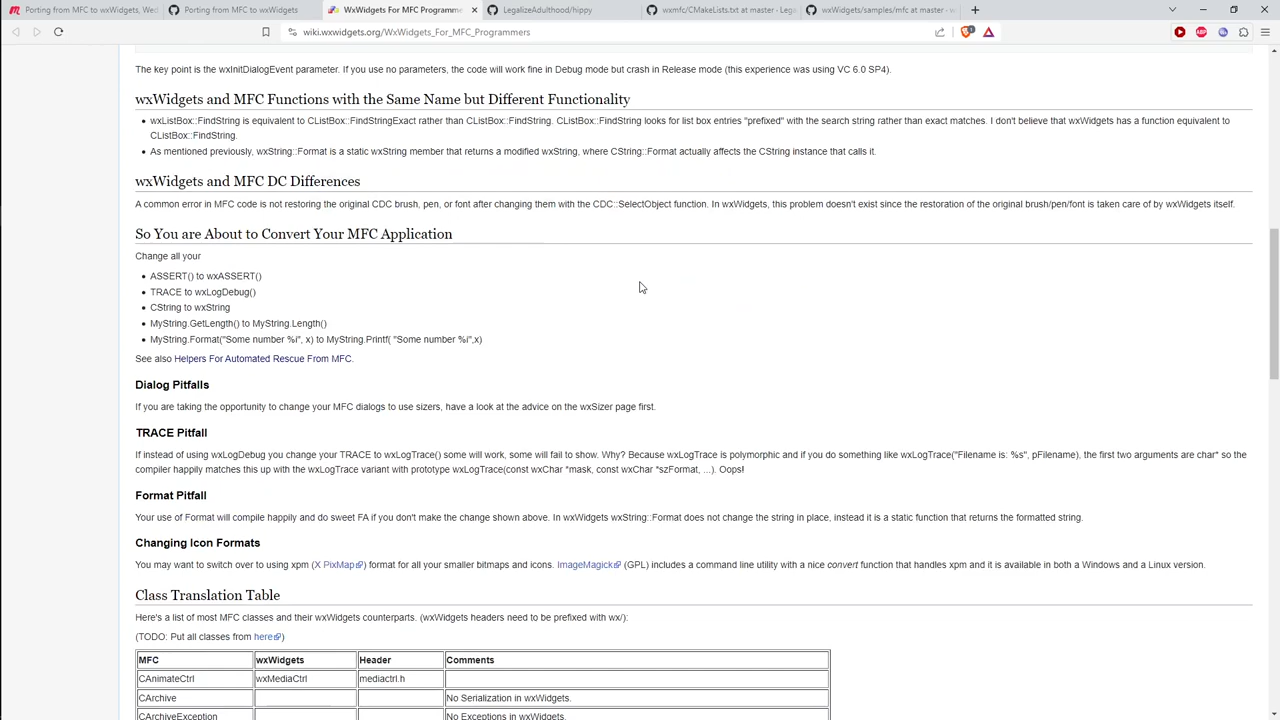 Porting from MFC to wxWidgets, Wed
Porting from MFC to wxWidgets
WxWidgets For MFC Programme
LegalizeAdulthood/hippy
wxmfc/CMakeLists.txt at master · Lega
wxWidgets/samples/mfc at master ·
wiki.wxwidgets.org/WxWidgets_For_MFC_Programmers
The key point is the wxInitDialogEvent parameter. If you use no parameters, the code will work fine in Debug mode but crash in Release mode (this experience was using VC 6.0 SP4).
wxWidgets and MFC Functions with the Same Name but Different Functionality
• wxListBox::FindString is equivalent to CListBox::FindStringExact rather than CListBox::FindString. CListBox::FindString looks for list box entries "prefixed" with the search string rather than exact matches. I don't believe that wxWidgets has a function equivalent to
CListBox::FindString.
• As mentioned previously, wxString::Format is a static wxString member that returns a modified wxString, where CString::Format actually affects the CString instance that calls it.
wxWidgets and MFC DC Differences
A common error in MFC code is not restoring the original CDC brush, pen, or font after changing them with the CDC::SelectObject function. In wxWidgets, this problem doesn't exist since the restoration of the original brush/pen/font is taken care of by wxWidgets itself.
So You are About to Convert Your MFC Application
Change all your
• ASSERT() to wxASSERT()
• TRACE to wxLogDebug()
• CString to wxString
• MyString.GetLength() to MyString.Length()
• MyString.Format("Some number %i", x) to MyString.Printf( "Some number %i",x)
See also Helpers For Automated Rescue From MFC.
Dialog Pitfalls
If you are taking the opportunity to change your MFC dialogs to use sizers, have a look at the advice on the wxSizer page first.
TRACE Pitfall
If instead of using wxLogDebug you change your TRACE to wxLogTrace() some will work, some will fail to show. Why? Because wxLogTrace is polymorphic and if you do something like wxLogTrace("Filename is: %s", pFilename), the first two arguments are char* so the
compiler happily matches this up with the wxLogTrace variant with prototype wxLogTrace(const wxChar *mask, const wxChar *szFormat, ...). Oops!
Format Pitfall
Your use of Format will compile happily and do sweet FA if you don't make the change shown above. In wxWidgets wxString::Format does not change the string in place, instead it is a static function that returns the formatted string.
Changing Icon Formats
You may want to switch over to using xpm (X PixMap) format for all your smaller bitmaps and icons. ImageMagick (GPL) includes a command line utility with a nice convert function that handles xpm and it is available in both a Windows and a Linux version.
Class Translation Table
Here's a list of most MFC classes and their wxWidgets counterparts. (wxWidgets headers need to be prefixed with wx/):
(TODO: Put all classes from here)
MFC wxWidgets Header Comments
CAnimateCtrl wxMediaCtrl mediactrl.h
CArchive No Serialization in wxWidgets.
CArchiveException No Exceptions in wxWidgets.